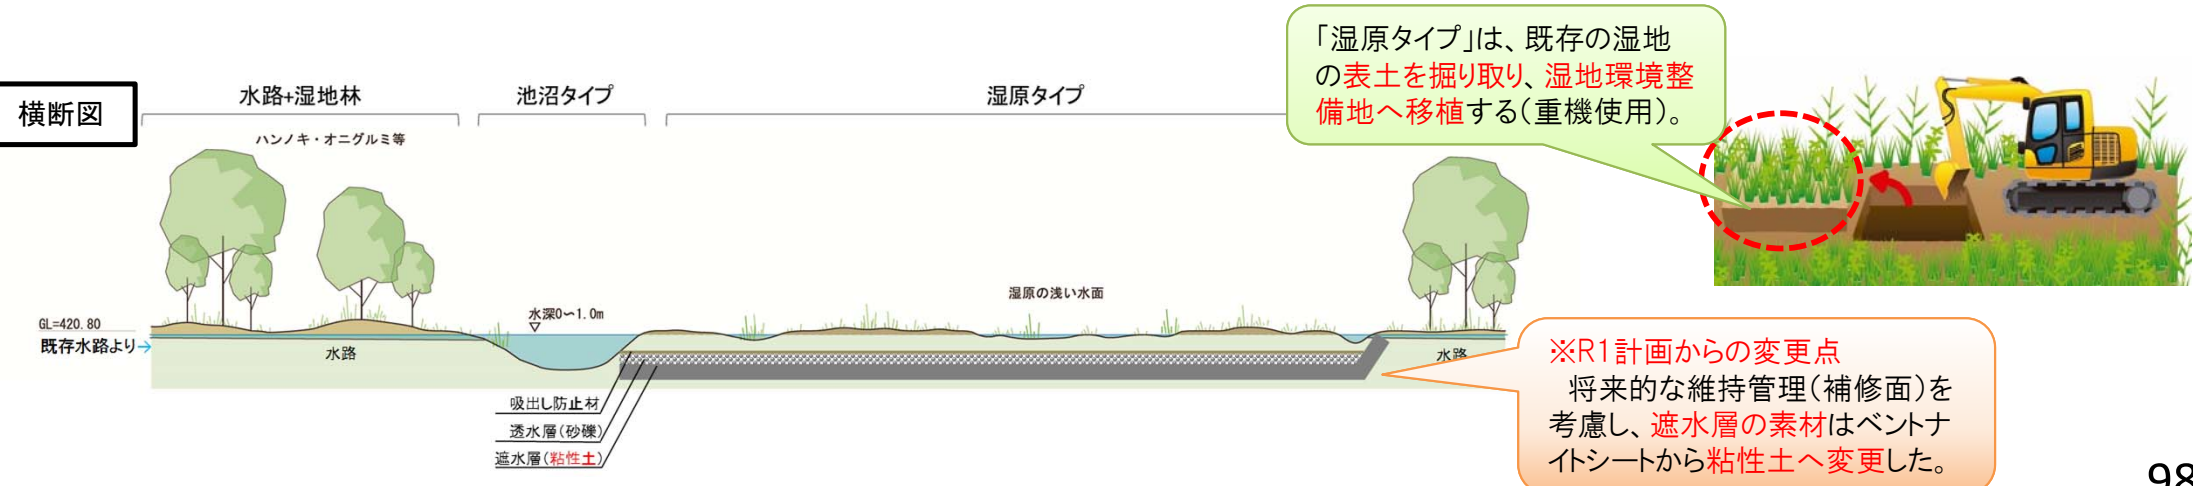 横断図
水路+湿地林
池沼タイプ
湿原タイプ
ハンノキ・オニグルミ等
「湿原タイプ」は、既存の湿地
の表土を掘り取り、湿地環境整
備地へ移植する(重機使用)。
湿原の浅い水面
GL=420.80
既存水路より
水深0～1.0m
水路
水路
吸出し防止材
透水層(砂礫)
遮水層(粘性土)
※R1計画からの変更点
将来的な維持管理(補修面)を
考慮し、遮水層の素材はベントナ
イトシートから粘性土へ変更した。
98